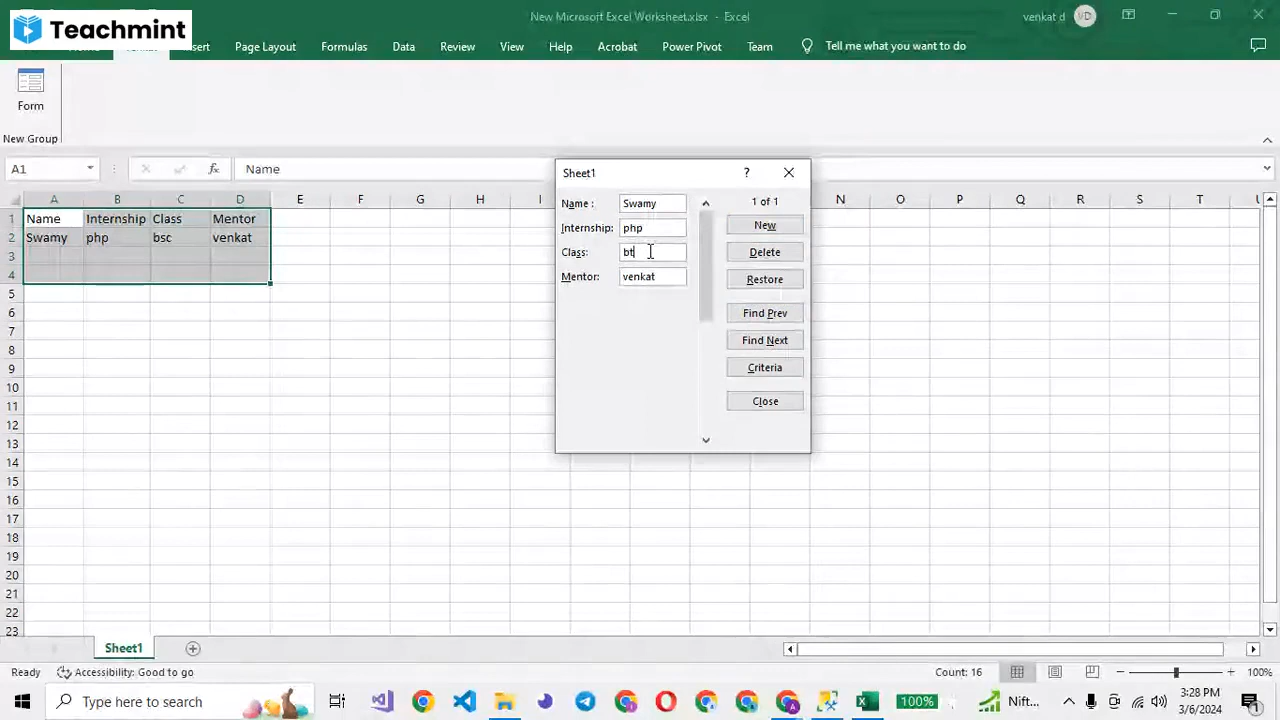 Teachmint
New Microsoft Excel Worksheet.xlsx - Excel
venkat d
VD
Page Layout
Formulas
Review
View
Help
Acrobat
Power Pivot
Team
Tell me what you want to do
Form
New Group
A1
fx
Name
A B C D E F G H I N O P Q R S T
1 Name Internship Class Mentor
2 Swamy php bsc venkat
3
4
5
6
7
8
9
10
11
12
13
14
15
16
17
18
19
20
21
22
23
Sheet1
?
Name : Swamy
Internship: php
Class: bt
Mentor: venkat
1 of 1
New
Delete
Restore
Find Prev
Find Next
Criteria
Close
Sheet1
Ready
Accessibility: Good to go
Count: 16
100%
Type here to search
100%
Nift...
3:28 PM
3/6/2024
1